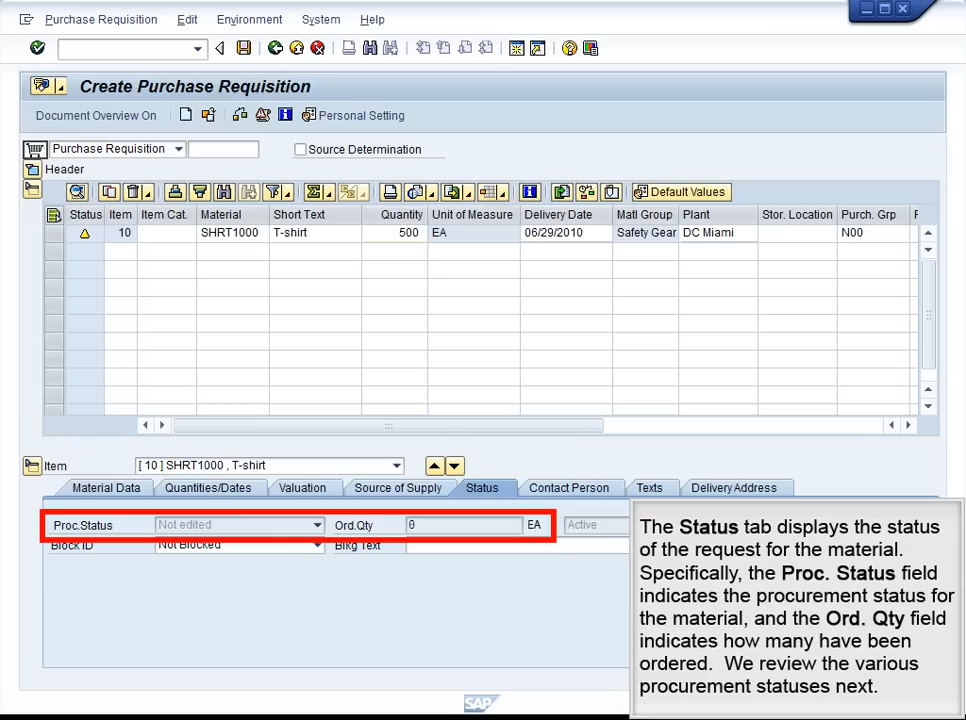 Purchase Requisition Edit Environment System Help
Create Purchase Requisition
Document Overview On Personal Setting
Purchase Requisition Source Determination
Header
Default Values
Status Item Item Cat. Material Short Text Quantity Unit of Measure Delivery Date Matl Group Plant Stor. Location Purch. Grp F
10 SHRT1000 T-shirt 500 EA 06/29/2010 Safety Gear DC Miami N00
Item [ 10 ] SHRT1000 , T-shirt
Material Data Quantities/Dates Valuation Source of Supply Status Contact Person Texts Delivery Address
Proc.Status Not edited Ord.Qty 0 EA Active
Block ID Not Blocked Blkg Text
The Status tab displays the status
of the request for the material.
Specifically, the Proc. Status field
indicates the procurement status for
the material, and the Ord. Qty field
indicates how many have been
ordered. We review the various
procurement statuses next.
SAP